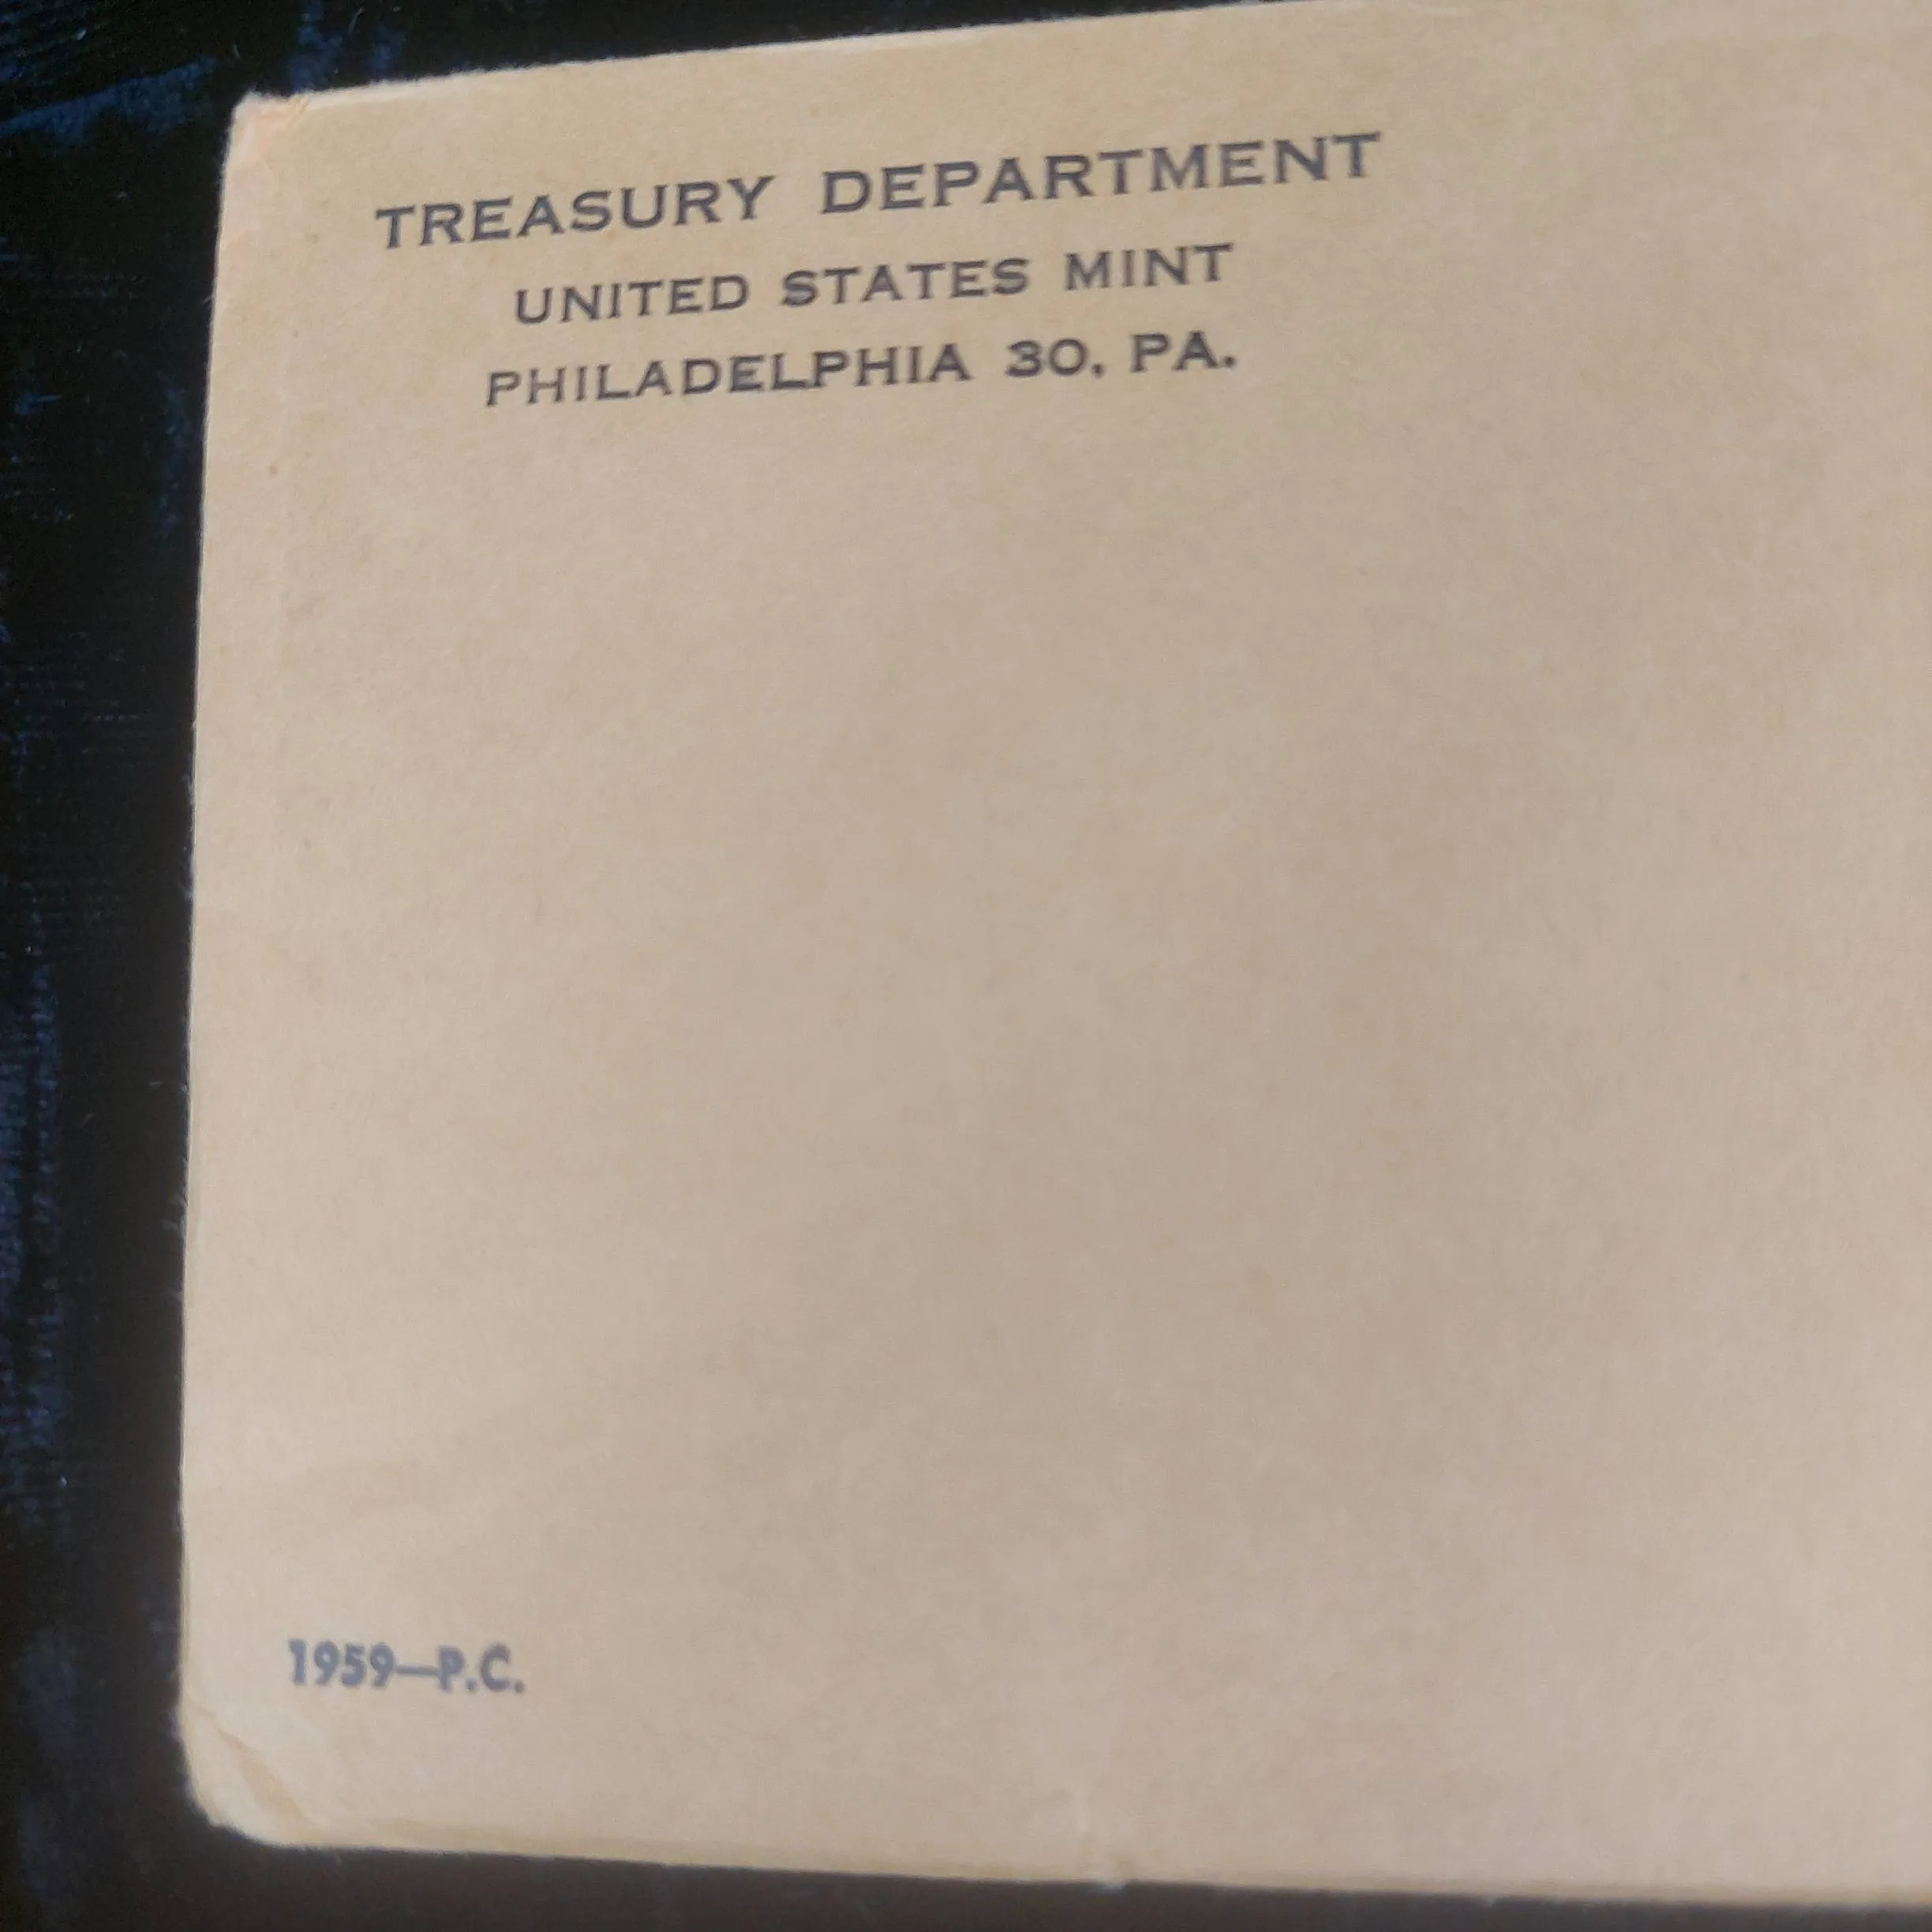 TREASURY DEPARTMENT
UNITED STATES MINT
PHILADELPHIA 30, PA.
1959—P.C.